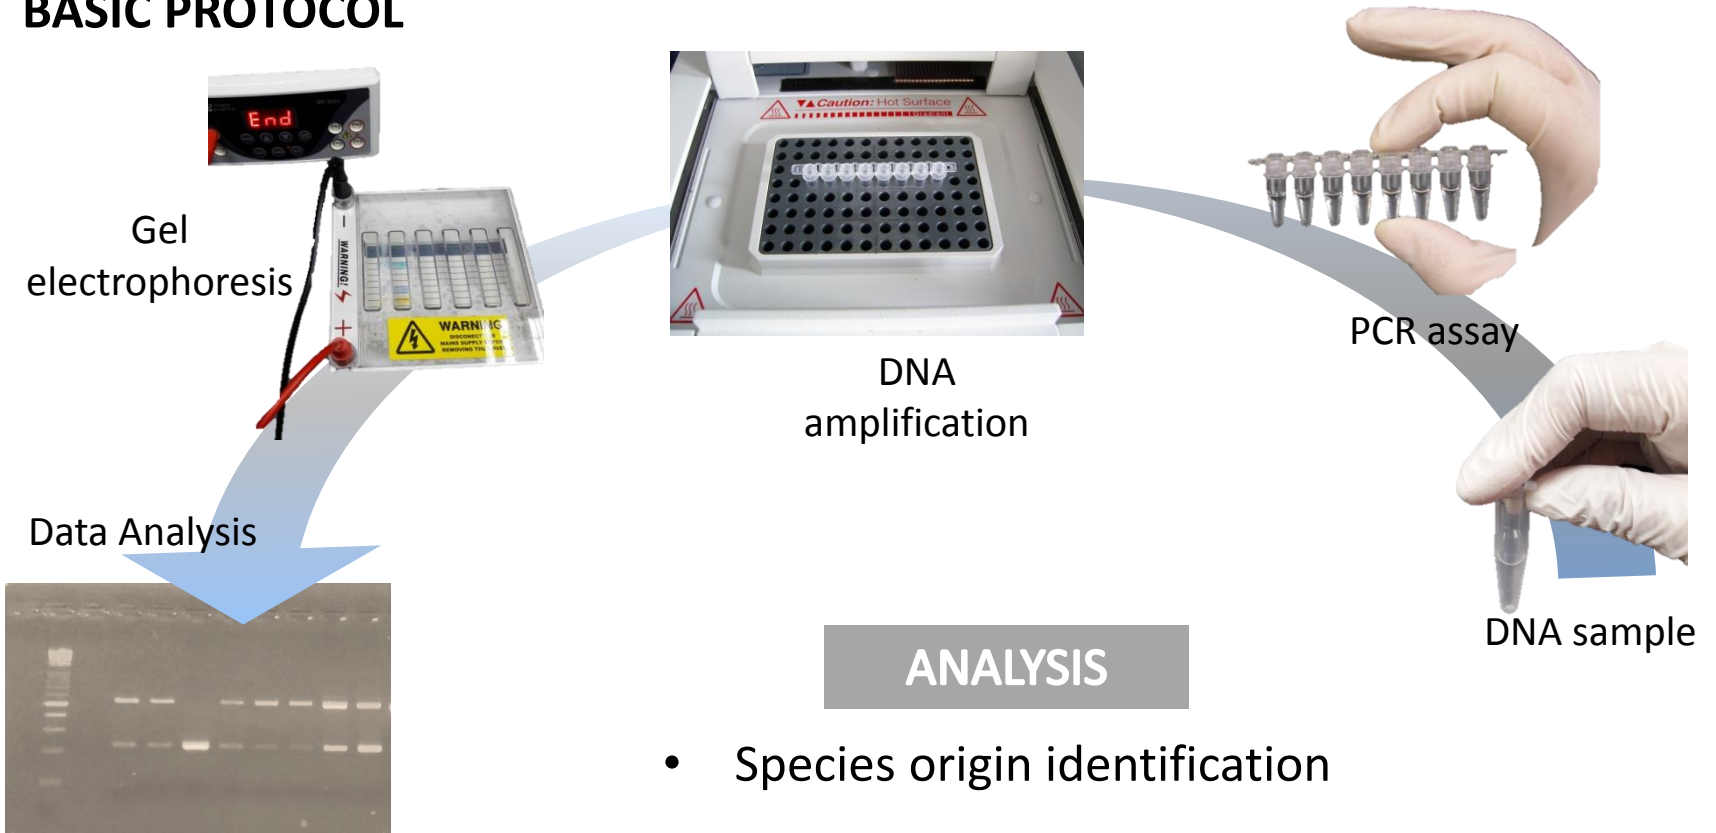 BASIC PROTOCOL
End
▼▲Caution: Hot Surface
Gradient
Gel
electrophoresis
−
WARNING!
+
WARNING
DNA
amplification
PCR assay
Data Analysis
DNA sample
ANALYSIS
• Species origin identification